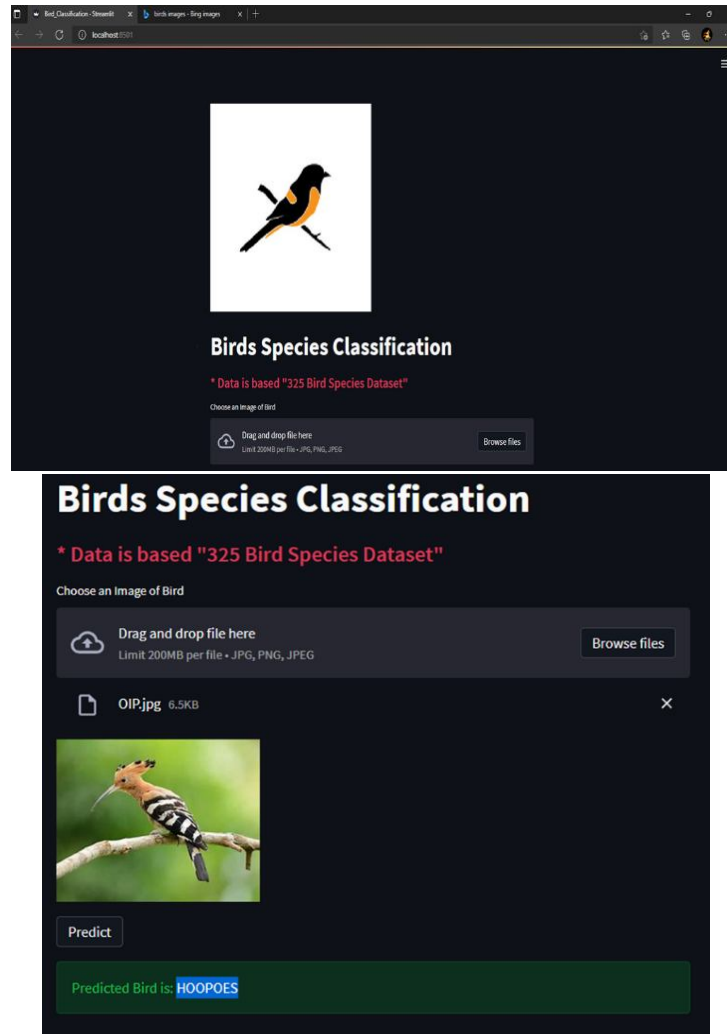 Bird_Classification - Streamlit
birds images - Bing images
localhost:8501
Birds Species Classification
* Data is based "325 Bird Species Dataset"
Choose an Image of Bird
Drag and drop file here
Limit 200MB per file • JPG, PNG, JPEG
Browse files
Birds Species Classification
* Data is based "325 Bird Species Dataset"
Choose an Image of Bird
Drag and drop file here
Limit 200MB per file • JPG, PNG, JPEG
Browse files
OIP.jpg 6.5KB
Predict
Predicted Bird is: HOOPOES